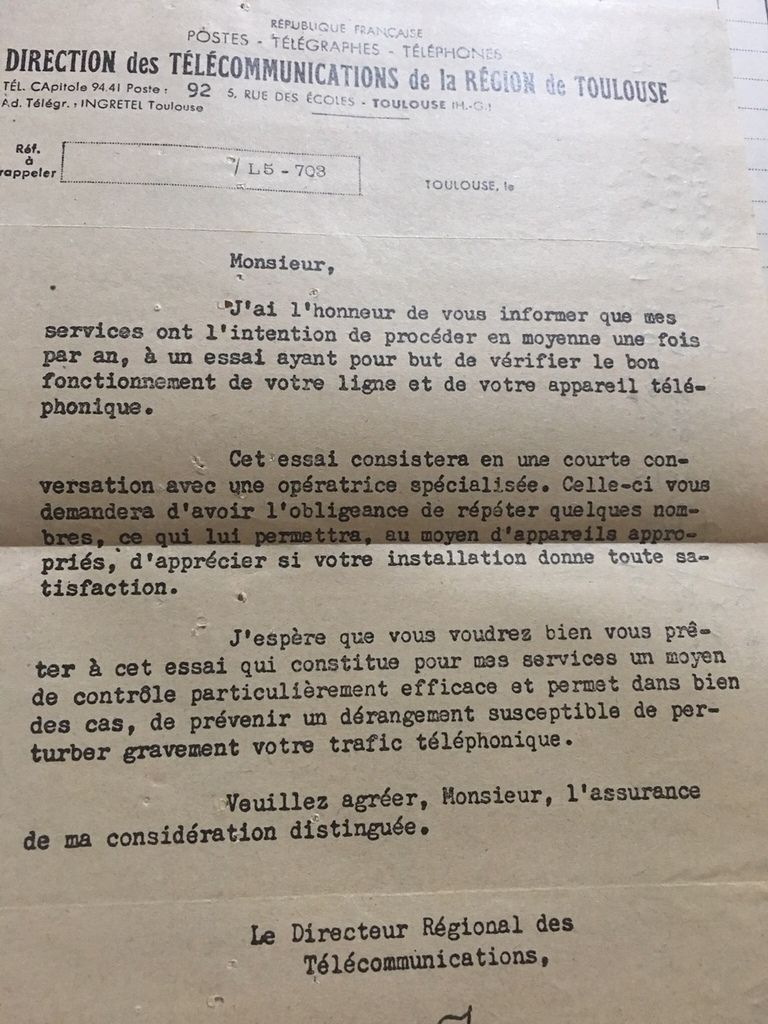 RÉPUBLIQUE FRANÇAISE
POSTES - TÉLÉGRAPHES - TÉLÉPHONES
DIRECTION des TÉLÉCOMMUNICATIONS de la RÉGION de TOULOUSE
TÉL. CApitole 94.41 Poste : 92 5, RUE DES ÉCOLES - TOULOUSE (H.-G.)
Ad. Télégr. : INGRETEL Toulouse
Réf.
à
rappeler
/ L5 - 703
TOULOUSE, le
Monsieur,
J'ai l'honneur de vous informer que mes
services ont l'intention de procéder en moyenne une fois
par an, à un essai ayant pour but de vérifier le bon
fonctionnement de votre ligne et de votre appareil télé-
phonique.
Cet essai consistera en une courte con-
versation avec une opératrice spécialisée. Celle-ci vous
demandera d'avoir l'obligeance de répéter quelques nom-
bres, ce qui lui permettra, au moyen d'appareils appro-
priés, d'apprécier si votre installation donne toute sa-
tisfaction.
J'espère que vous voudrez bien vous prê-
ter à cet essai qui constitue pour mes services un moyen
de contrôle particulièrement efficace et permet dans bien
des cas, de prévenir un dérangement susceptible de per-
turber gravement votre trafic téléphonique.
Veuillez agréer, Monsieur, l'assurance
de ma considération distinguée.
Le Directeur Régional des
Télécommunications,